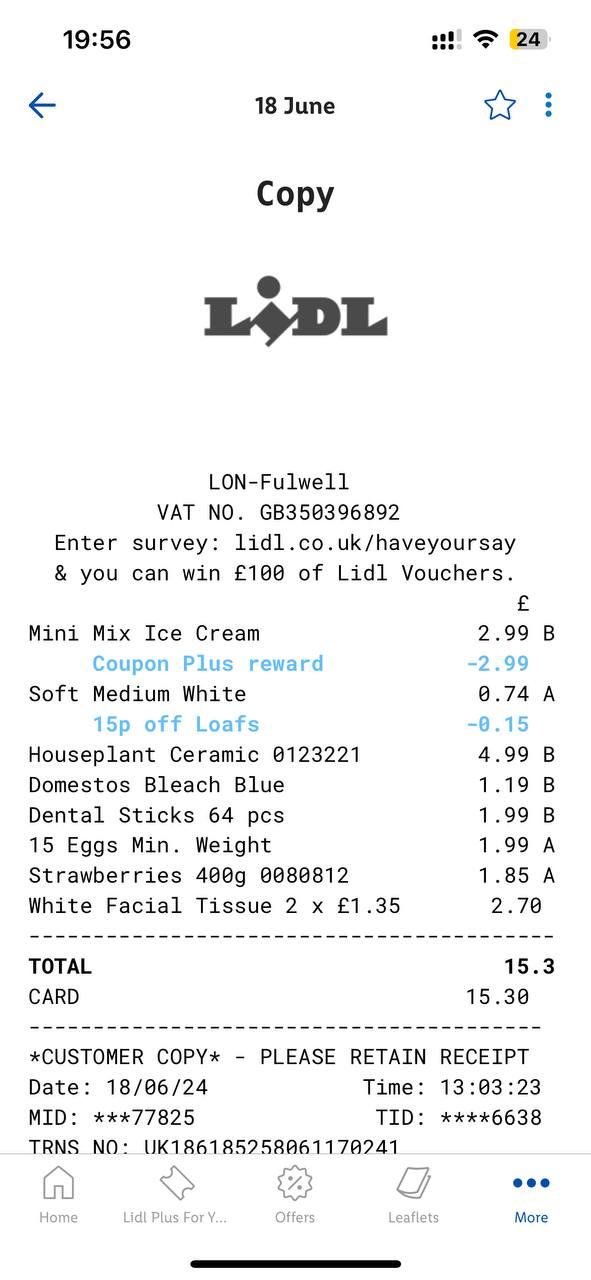 19:56
24
18 June
Copy
LIDL
LON-Fulwell
VAT NO. GB350396892
Enter survey: lidl.co.uk/haveyoursay
& you can win £100 of Lidl Vouchers.
£
Mini Mix Ice Cream 2.99 B
Coupon Plus reward -2.99
Soft Medium White 0.74 A
15p off Loafs -0.15
Houseplant Ceramic 0123221 4.99 B
Domestos Bleach Blue 1.19 B
Dental Sticks 64 pcs 1.99 B
15 Eggs Min. Weight 1.99 A
Strawberries 400g 0080812 1.85 A
White Facial Tissue 2 x £1.35 2.70
-----------------------------------------
TOTAL 15.3
CARD 15.30
----------------------------------------
*CUSTOMER COPY* - PLEASE RETAIN RECEIPT
Date: 18/06/24 Time: 13:03:23
MID: ***77825 TID: ****6638
TRNS NO: UK186185258061170241
Home Lidl Plus For Y... Offers Leaflets More